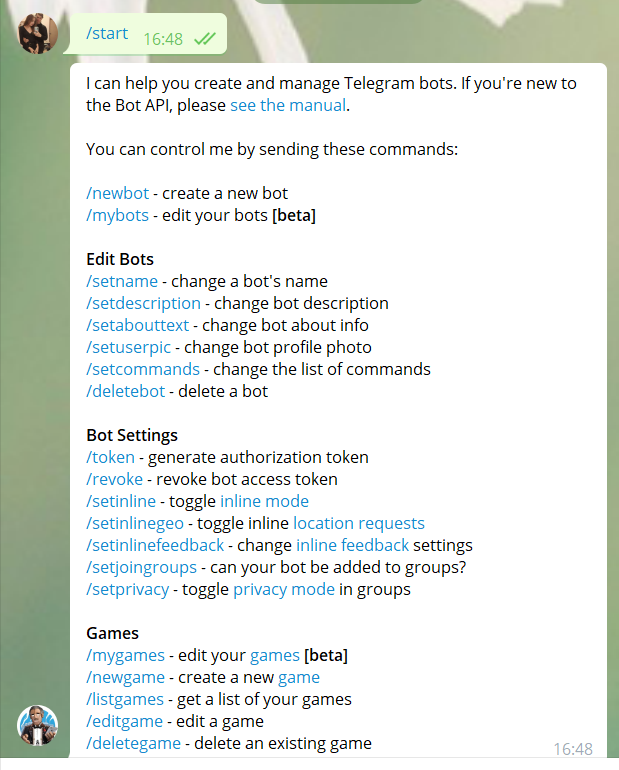 /start 16:48
I can help you create and manage Telegram bots. If you're new to
the Bot API, please see the manual.
You can control me by sending these commands:
/newbot - create a new bot
/mybots - edit your bots [beta]
Edit Bots
/setname - change a bot's name
/setdescription - change bot description
/setabouttext - change bot about info
/setuserpic - change bot profile photo
/setcommands - change the list of commands
/deletebot - delete a bot
Bot Settings
/token - generate authorization token
/revoke - revoke bot access token
/setinline - toggle inline mode
/setinlinegeo - toggle inline location requests
/setinlinefeedback - change inline feedback settings
/setjoingroups - can your bot be added to groups?
/setprivacy - toggle privacy mode in groups
Games
/mygames - edit your games [beta]
/newgame - create a new game
/listgames - get a list of your games
/editgame - edit a game
/deletegame - delete an existing game
16:48